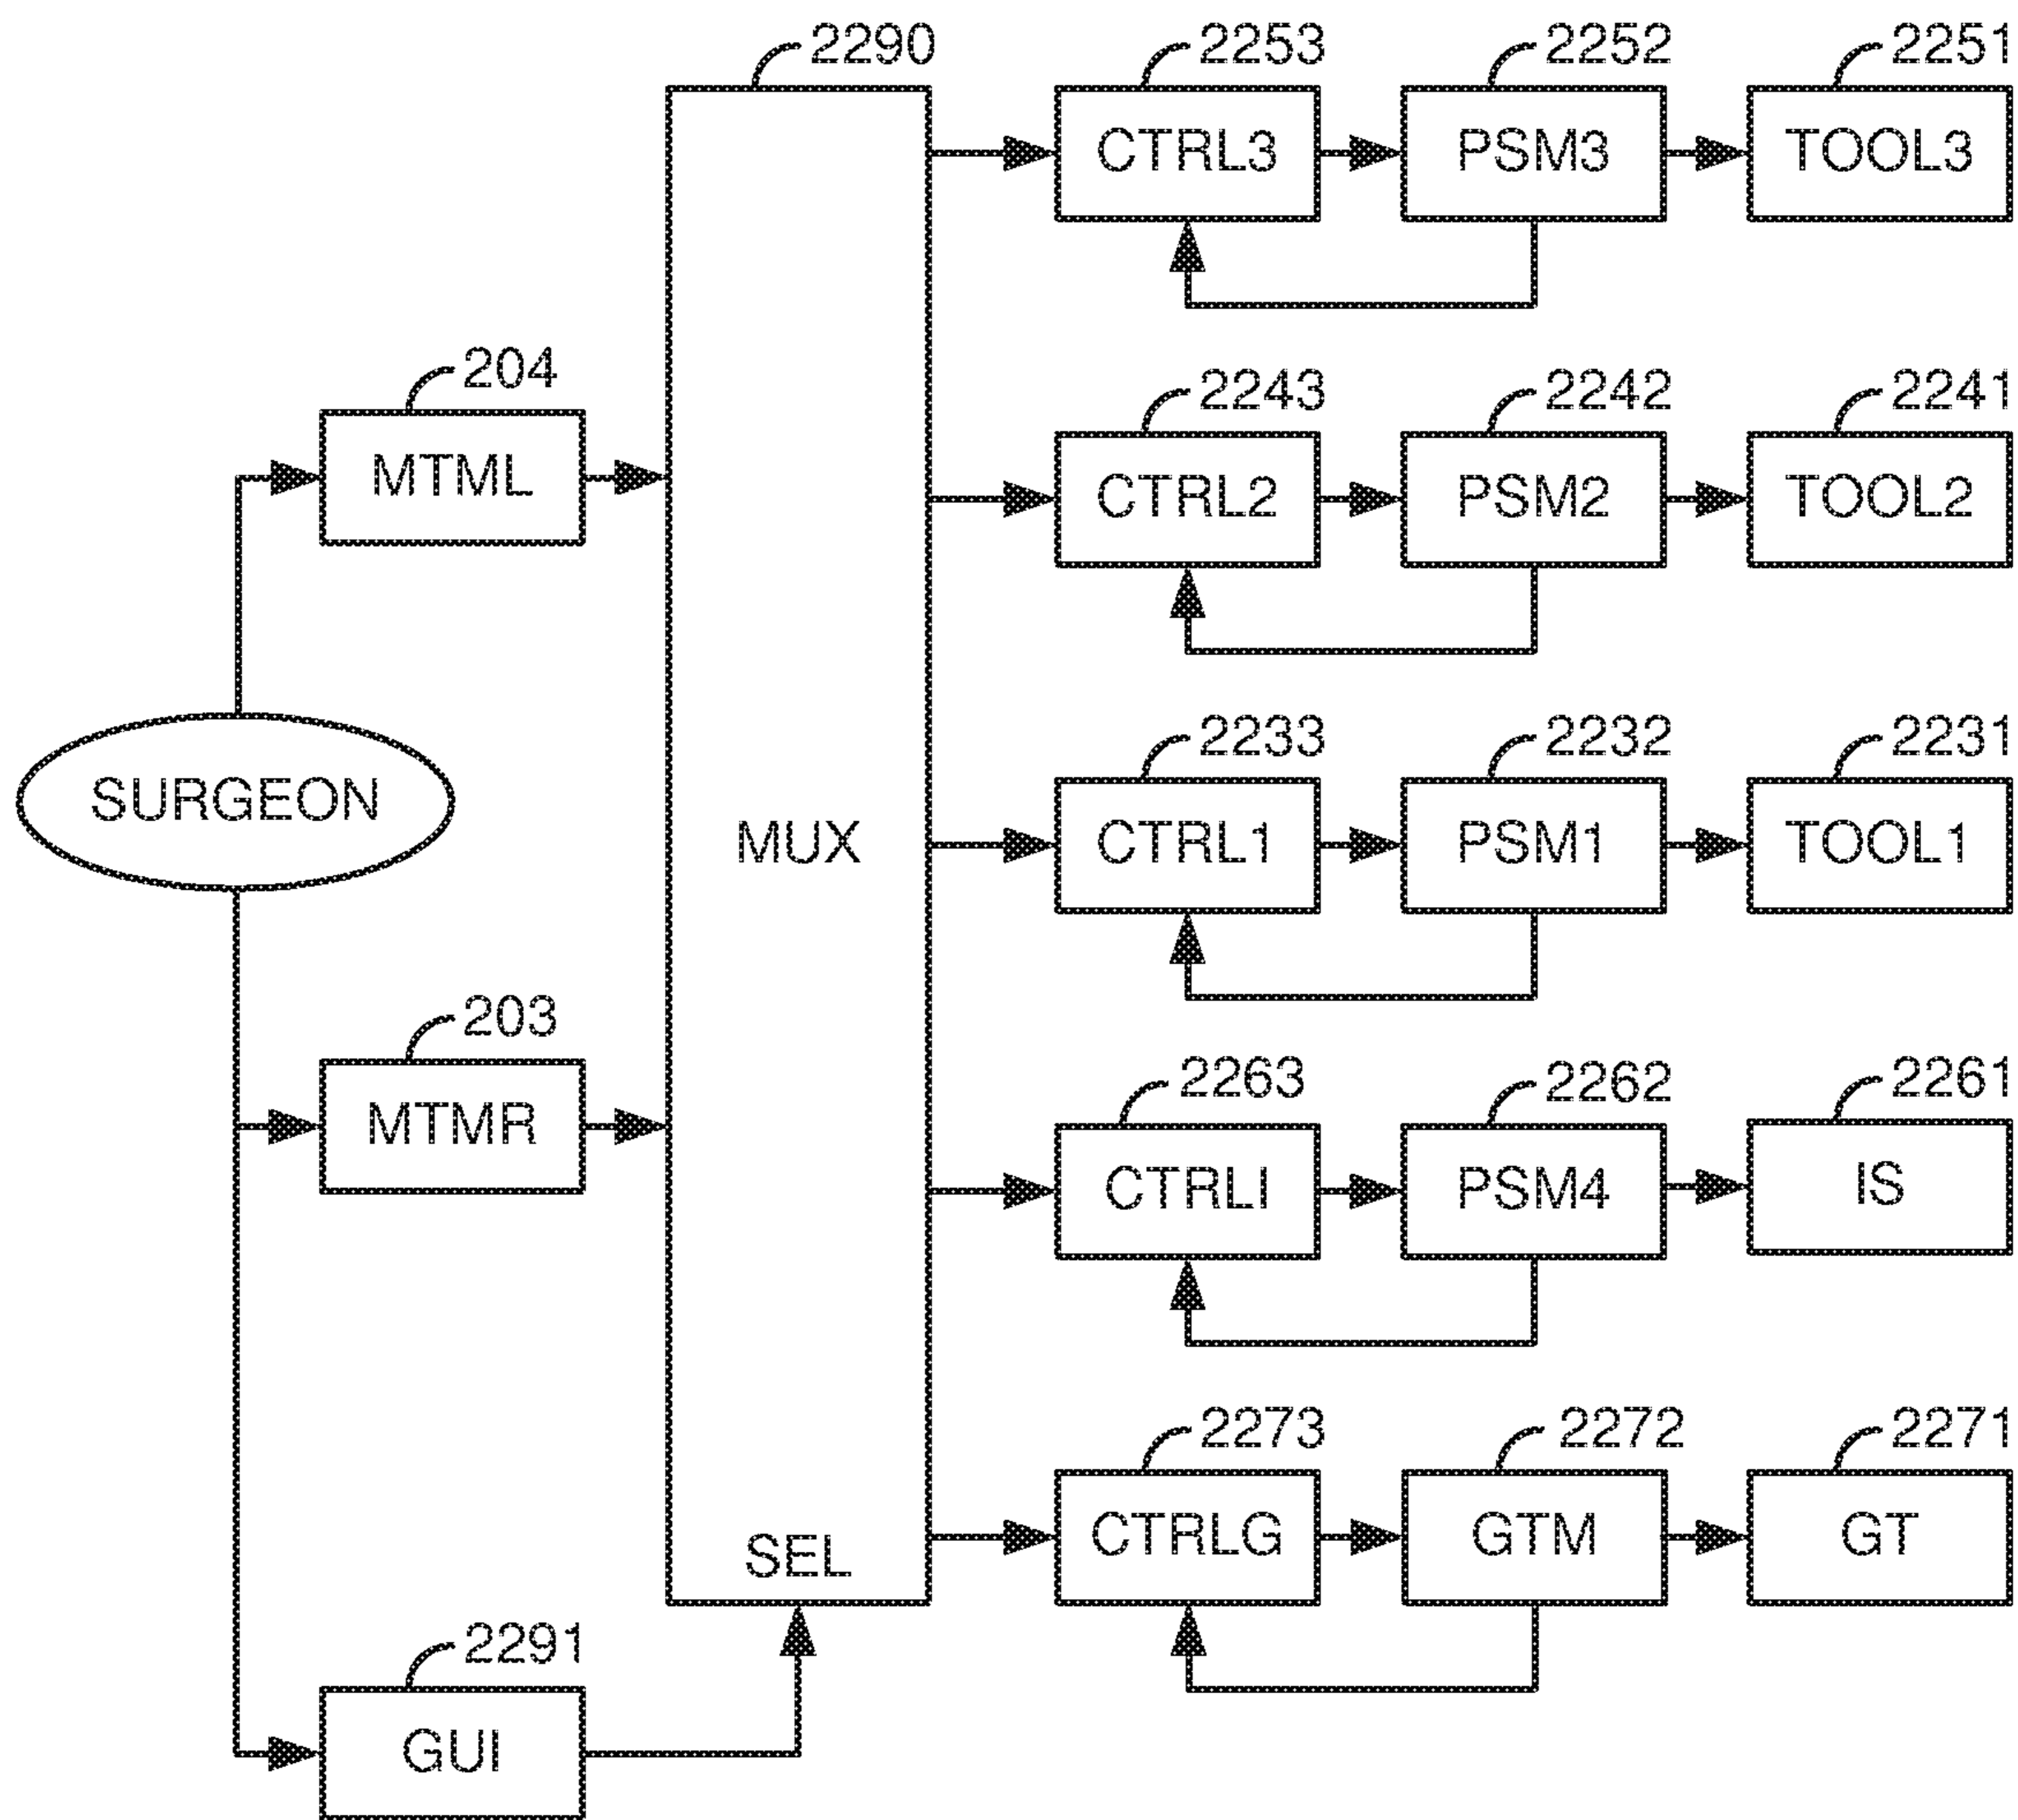 2290
2253
2252
2251
CTRL3
PSM3
TOOL3
204
2243
2242
2241
MTML
CTRL2
PSM2
TOOL2
2233
2232
2231
SURGEON
MUX
CTRL1
PSM1
TOOL1
203
2263
2262
2261
MTMR
CTRLI
PSM4
IS
2273
2272
2271
SEL
CTRLG
GTM
GT
2291
GUI